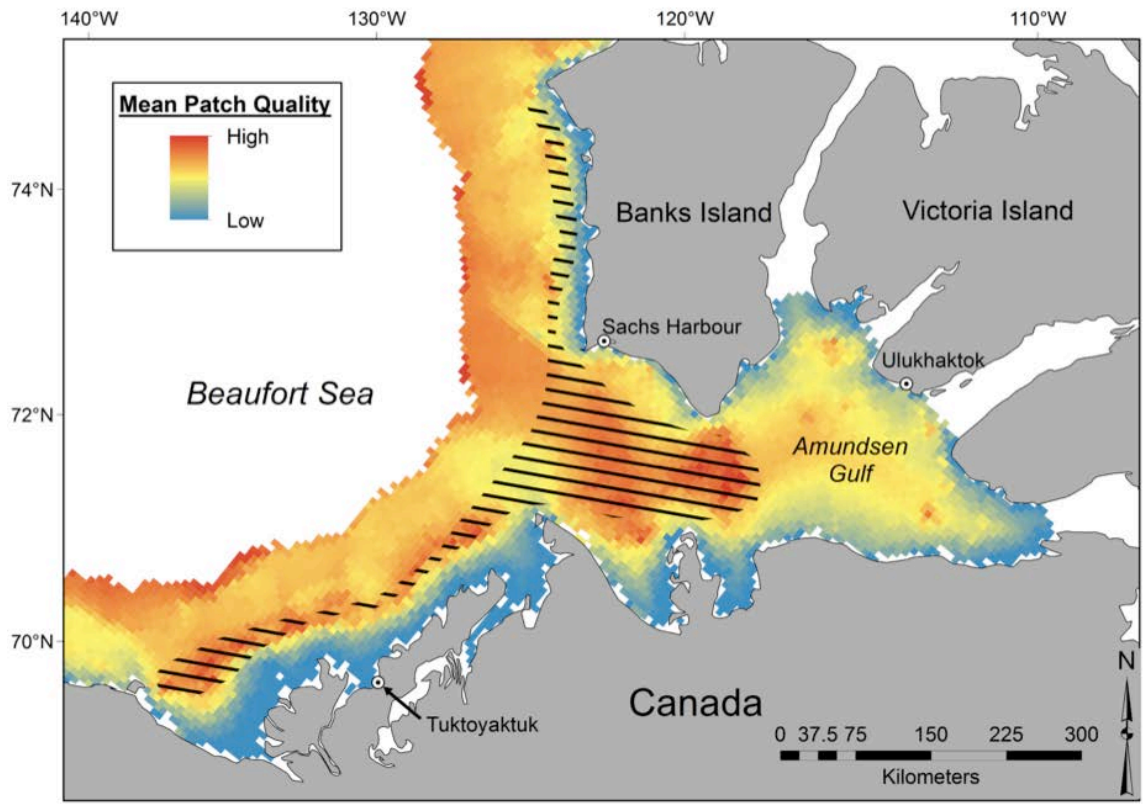 140°W 130°W 120°W 110°W
Mean Patch Quality
High
Low
74°N
72°N
70°N
Banks Island
Victoria Island
Sachs Harbour
Ulukhaktok
Beaufort Sea
Amundsen
Gulf
Canada
Tuktoyaktuk
N
0 37.5 75 150 225 300
Kilometers